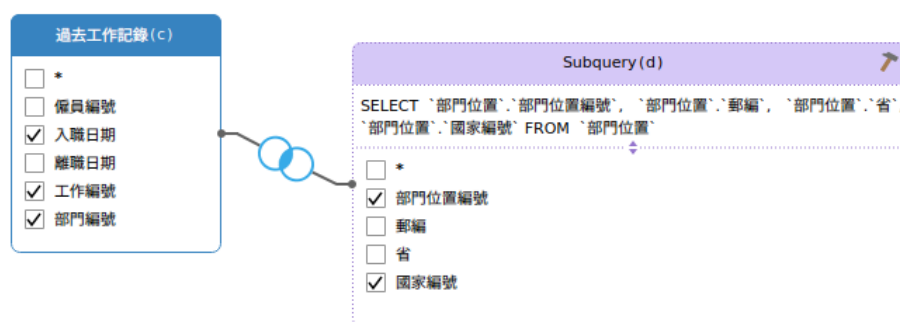 過去工作記錄(c)
*
僱員編號
入職日期
離職日期
工作編號
部門編號
Subquery(d)
SELECT `部門位置`.`部門位置編號`, `部門位置`.`郵編`, `部門位置`.`省`,
`部門位置`.`國家編號` FROM `部門位置`
*
部門位置編號
郵編
省
國家編號